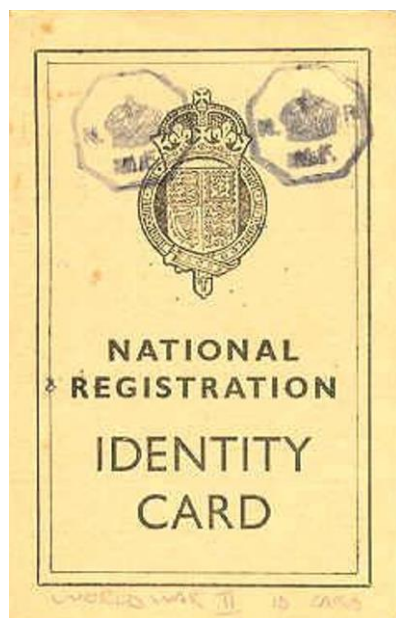 NATIONAL
REGISTRATION
IDENTITY
CARD
WORLD WAR II ID CARD